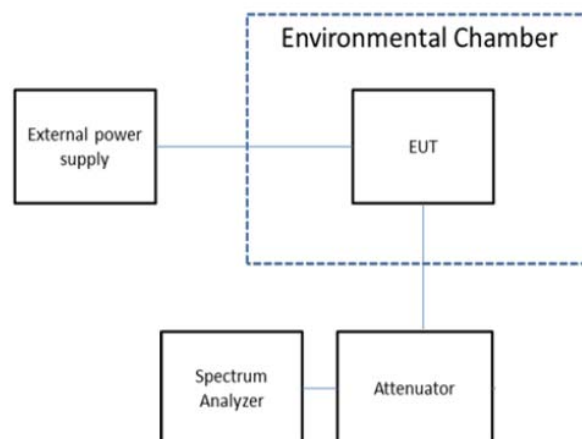 Environmental Chamber
External power
supply
EUT
Spectrum
Analyzer
Attenuator